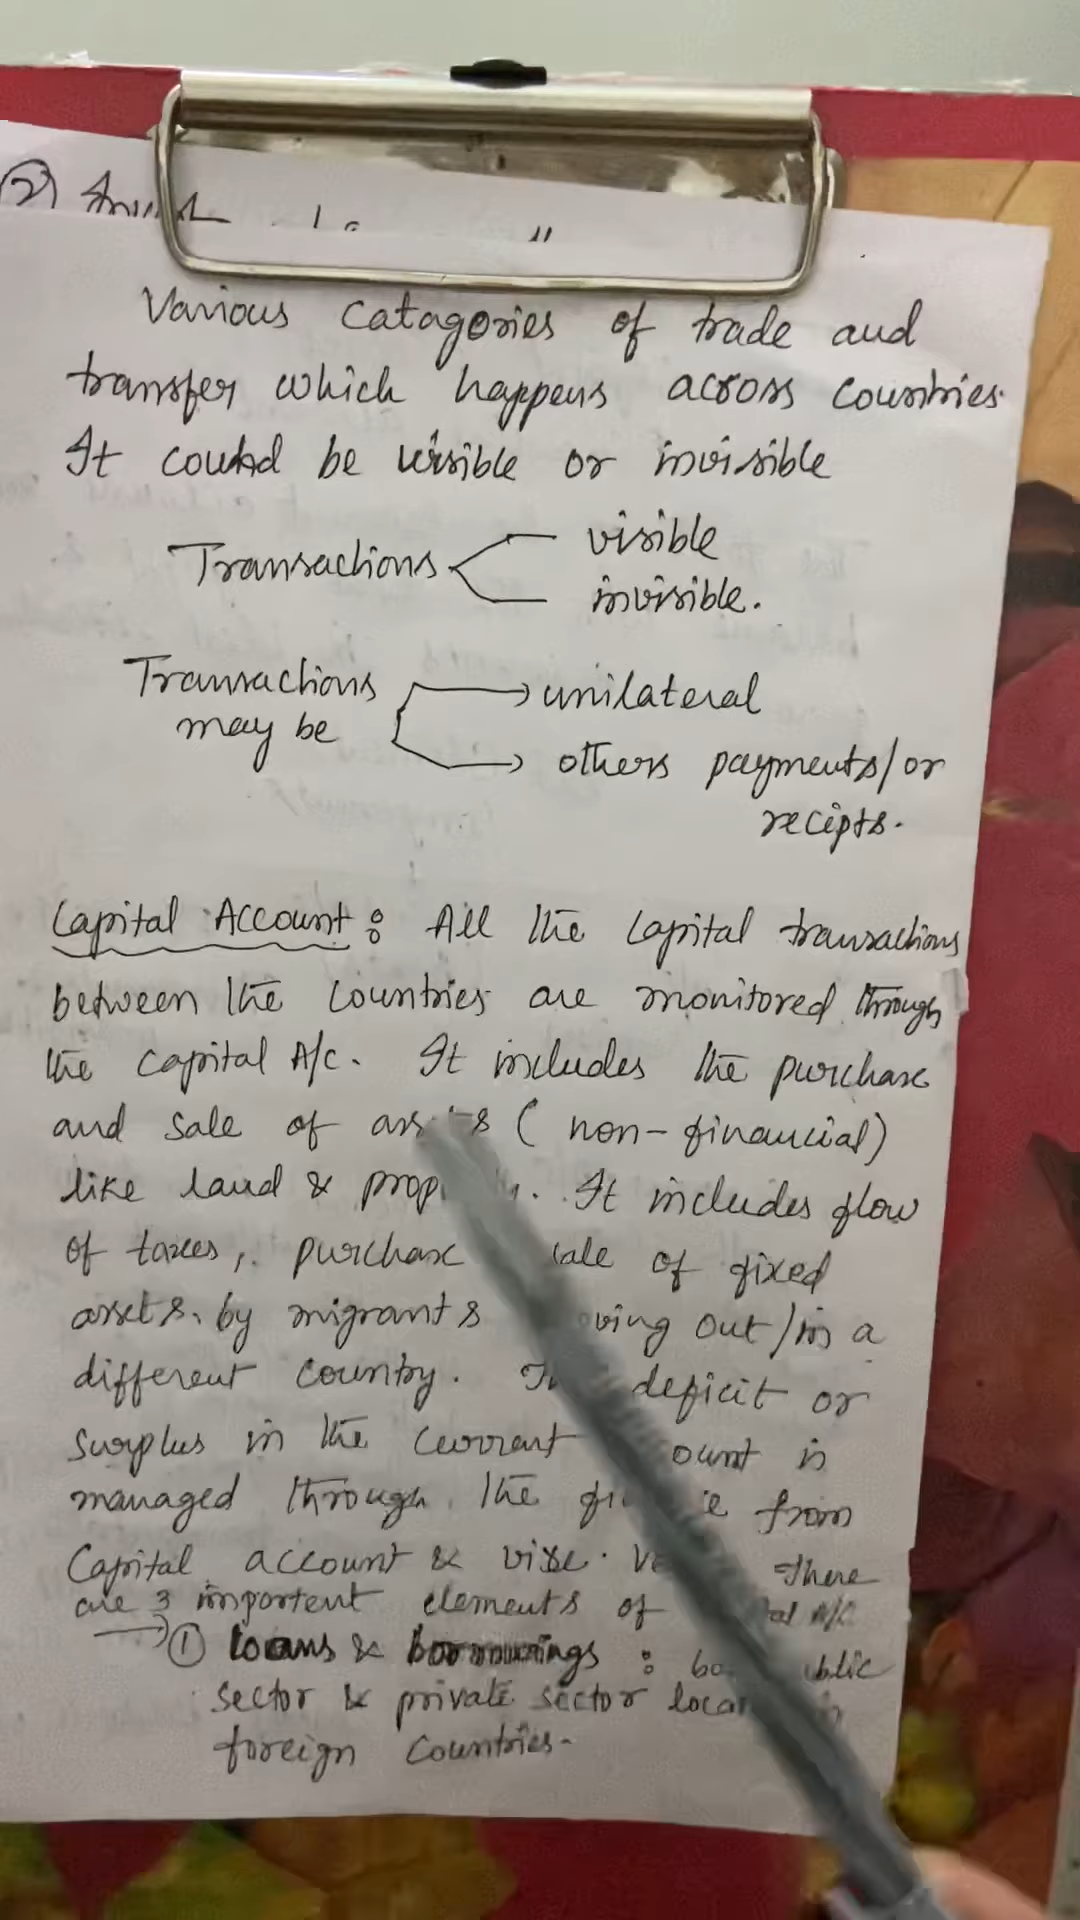 2)
Various Catagories of trade and
transfer which happens across Countries.
It could be visible or invisible
Transactions visible
invisible.
Transactions may be unilateral
others payments/or
recipts.
Capital Account : All the Capital transactions
between the Countries are monitored through
the Capital A/c. It includes the purchase
and sale of (non-financial)
like land & It includes flow
of taxes, purchase of fixed
assets, by migrants out/in a
different Country. deficit or
surplus in the Current is
managed through the from
Capital account & vise. There
are 3 importent elements of A/C
→ ① loans & borrowings :
sector & private sector
foreign Countries.